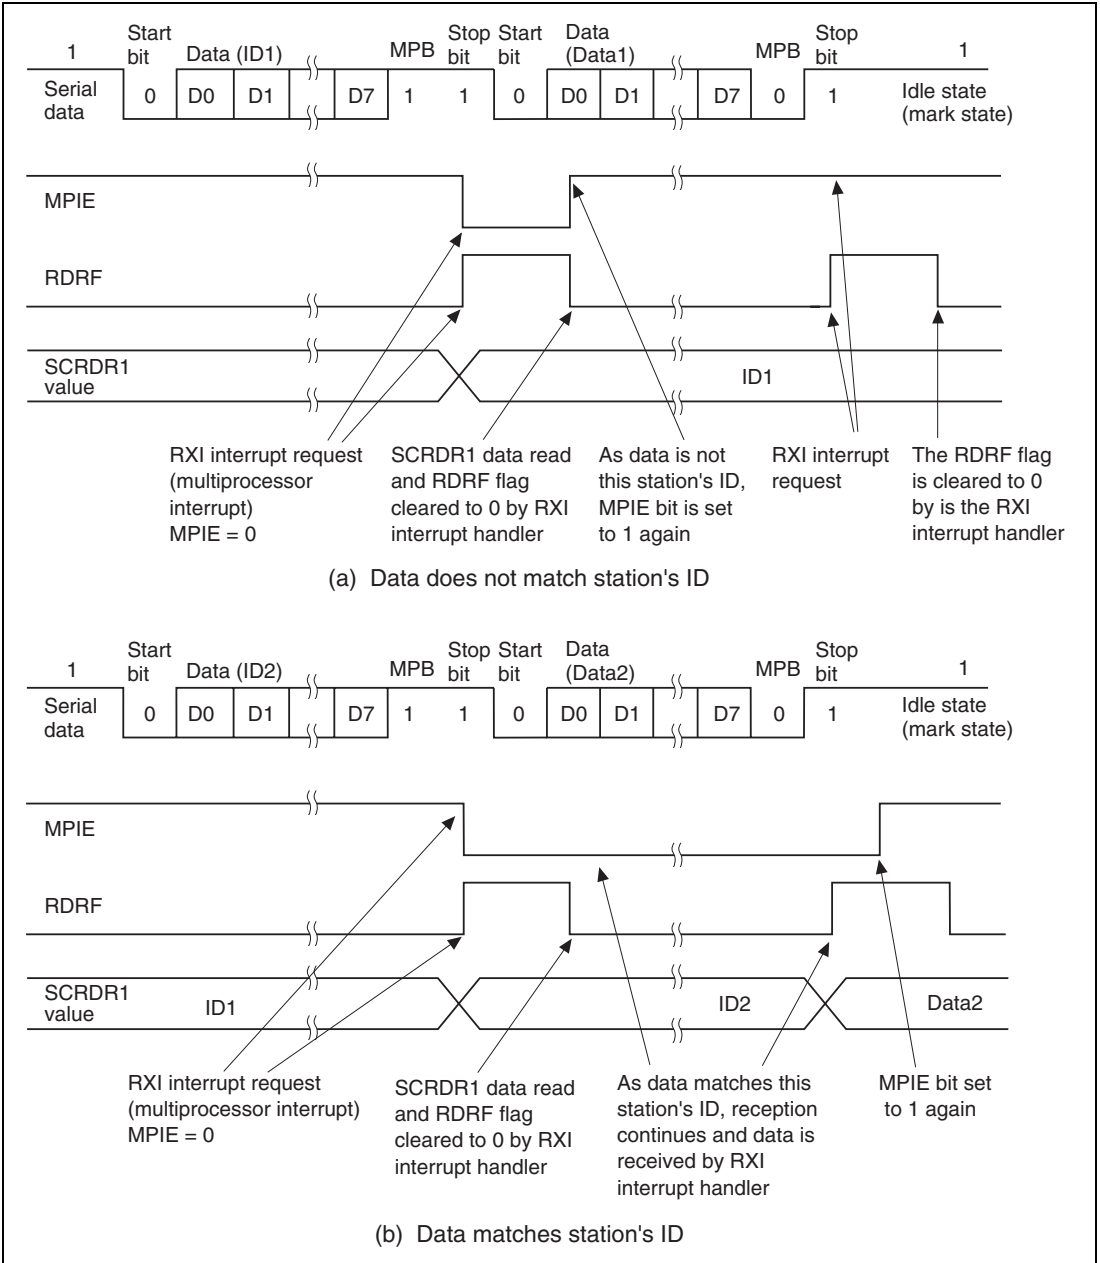 1 Start bit Data (ID1) MPB Stop bit Start bit Data (Data1) MPB Stop bit 1
Serial data 0 D0 D1 D7 1 1 0 D0 D1 D7 0 1 Idle state (mark state)
MPIE
RDRF
SCRDR1 value
ID1
RXI interrupt request
(multiprocessor
interrupt)
MPIE = 0
SCRDR1 data read
and RDRF flag
cleared to 0 by RXI
interrupt handler
As data is not
this station's ID,
MPIE bit is set
to 1 again
RXI interrupt
request
The RDRF flag
is cleared to 0
by is the RXI
interrupt handler
(a) Data does not match station's ID
1 Start bit Data (ID2) MPB Stop bit Start bit Data (Data2) MPB Stop bit 1
Serial data 0 D0 D1 D7 1 1 0 D0 D1 D7 0 1 Idle state (mark state)
MPIE
RDRF
SCRDR1 value
ID1
ID2
Data2
RXI interrupt request
(multiprocessor interrupt)
MPIE = 0
SCRDR1 data read
and RDRF flag
cleared to 0 by RXI
interrupt handler
As data matches this
station's ID, reception
continues and data is
received by RXI
interrupt handler
MPIE bit set
to 1 again
(b) Data matches station's ID